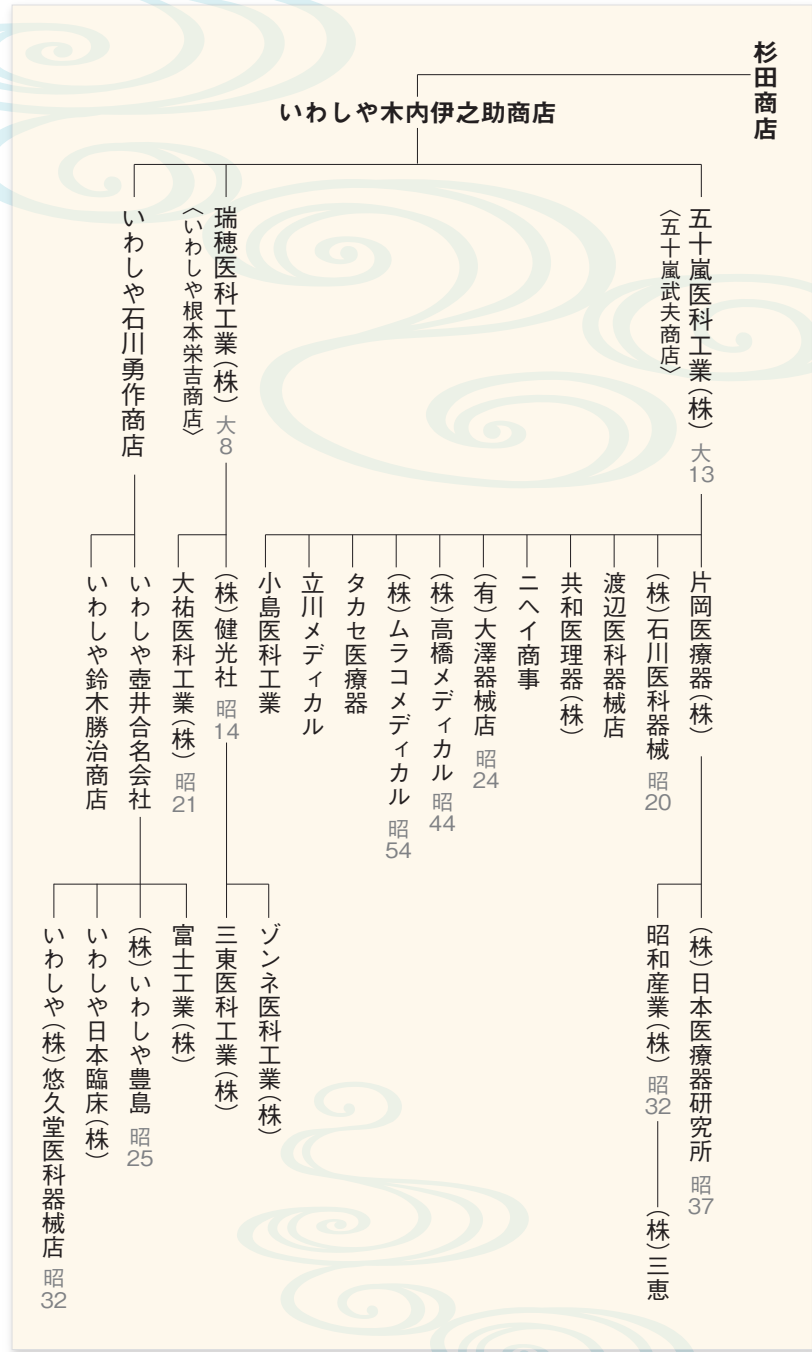 杉田商店
いわしや木内伊之助商店
五十嵐医科工業(株) 大13
〈五十嵐武夫商店〉
瑞穂医科工業(株) 大8
〈いわしや根本栄吉商店〉
いわしや石川勇作商店
片岡医療器(株)
(株)石川医科器械 昭20
渡辺医科器械店
共和医理器(株)
ニヘイ商事
(有)大澤器械店 昭24
(株)高橋メディカル 昭44
(株)ムラコメディカル 昭54
タカセ医療器
立川メディカル
小島医科工業
(株)健光社 昭14
大祐医科工業(株) 昭21
いわしや壺井合名会社
いわしや鈴木勝治商店
(株)日本医療器研究所 昭37
昭和産業(株) 昭32
(株)三恵
ゾンネ医科工業(株)
三東医科工業(株)
富士工業(株)
(株)いわしや豊島 昭25
いわしや日本臨床(株)
いわしや(株)悠久堂医科器械店 昭32